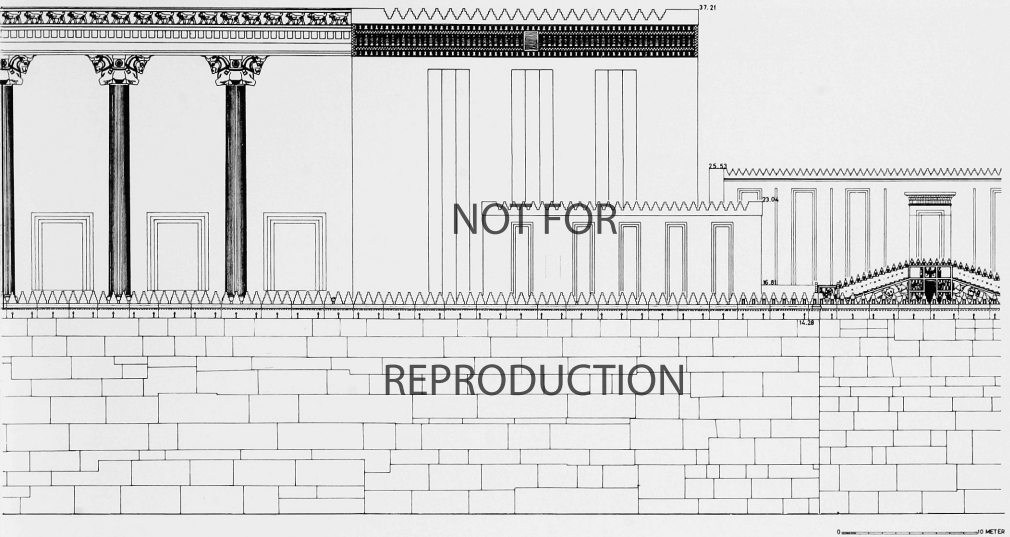 37.21
25.53
23.04
NOT FOR
16.81
14.28
REPRODUCTION
0 10 METER